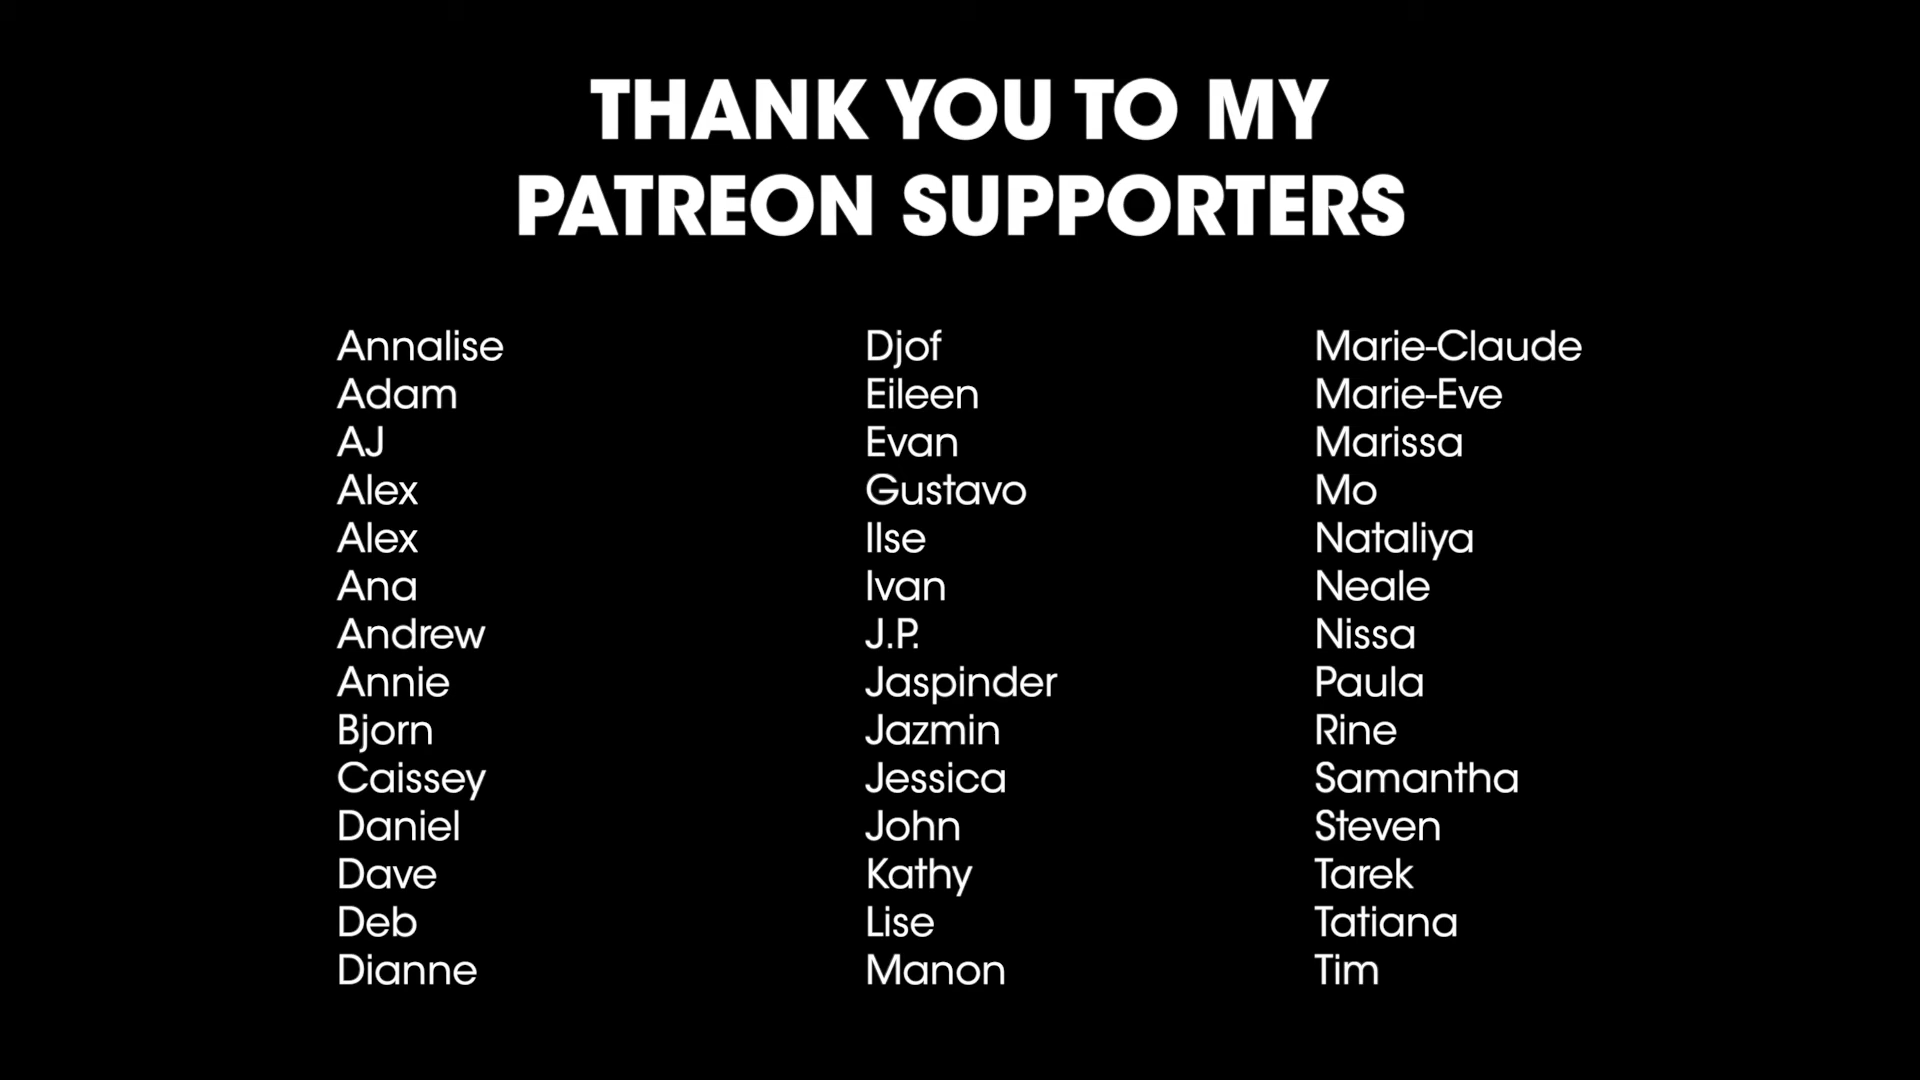 THANK YOU TO MY
PATREON SUPPORTERS
Annalise
Adam
AJ
Alex
Alex
Ana
Andrew
Annie
Bjorn
Caissey
Daniel
Dave
Deb
Dianne
Djof
Eileen
Evan
Gustavo
Ilse
Ivan
J.P.
Jaspinder
Jazmin
Jessica
John
Kathy
Lise
Manon
Marie-Claude
Marie-Eve
Marissa
Mo
Nataliya
Neale
Nissa
Paula
Rine
Samantha
Steven
Tarek
Tatiana
Tim